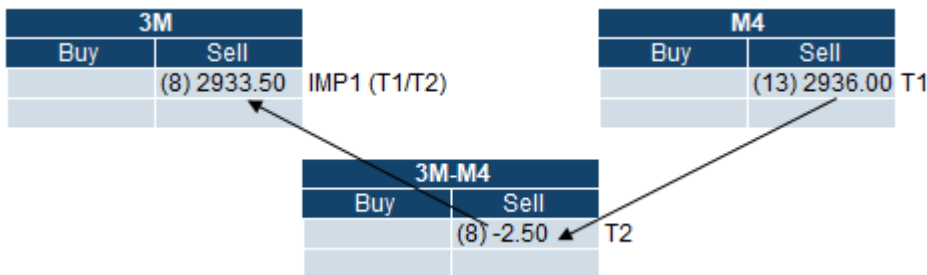 3M M4
Buy Sell Buy Sell
(8) 2933.50 IMP1 (T1/T2) (13) 2936.00 T1
3M-M4
Buy Sell
(8) -2.50 T2